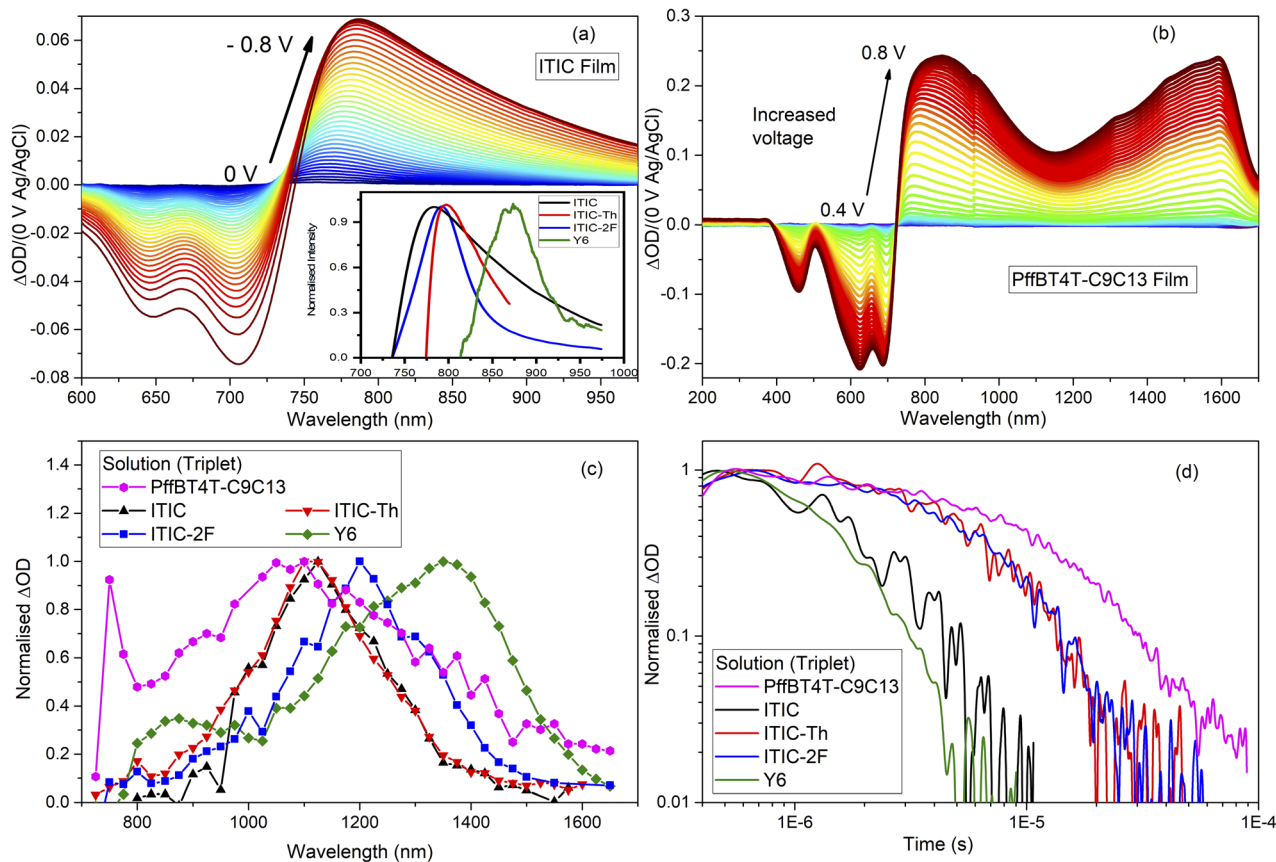 (a)
ITIC Film
- 0.8 V
0 V
ΔOD/(0 V Ag/AgCl)
0.06
0.04
0.02
0.00
-0.02
-0.04
-0.06
-0.08
600 650 700 750 800 850 900 950
Wavelength (nm)
Normalised Intensity
1.0
0.9
0.6
0.3
0.0
700 750 800 850 900 950 1000
ITIC
ITIC-Th
ITIC-2F
Y6
(b)
0.8 V
Increased
voltage
0.4 V
PffBT4T-C9C13 Film
ΔOD/(0 V Ag/AgCl)
0.3
0.2
0.1
0.0
-0.1
-0.2
200 400 600 800 1000 1200 1400 1600
Wavelength (nm)
(c)
Solution (Triplet)
PffBT4T-C9C13
ITIC ITIC-Th
ITIC-2F Y6
Normalised ΔOD
1.4
1.2
1.0
0.8
0.6
0.4
0.2
0.0
800 1000 1200 1400 1600
Wavelength (nm)
(d)
Normalised ΔOD
1
0.1
0.01
Solution (Triplet)
PffBT4T-C9C13
ITIC
ITIC-Th
ITIC-2F
Y6
1E-6 1E-5 1E-4
Time (s)